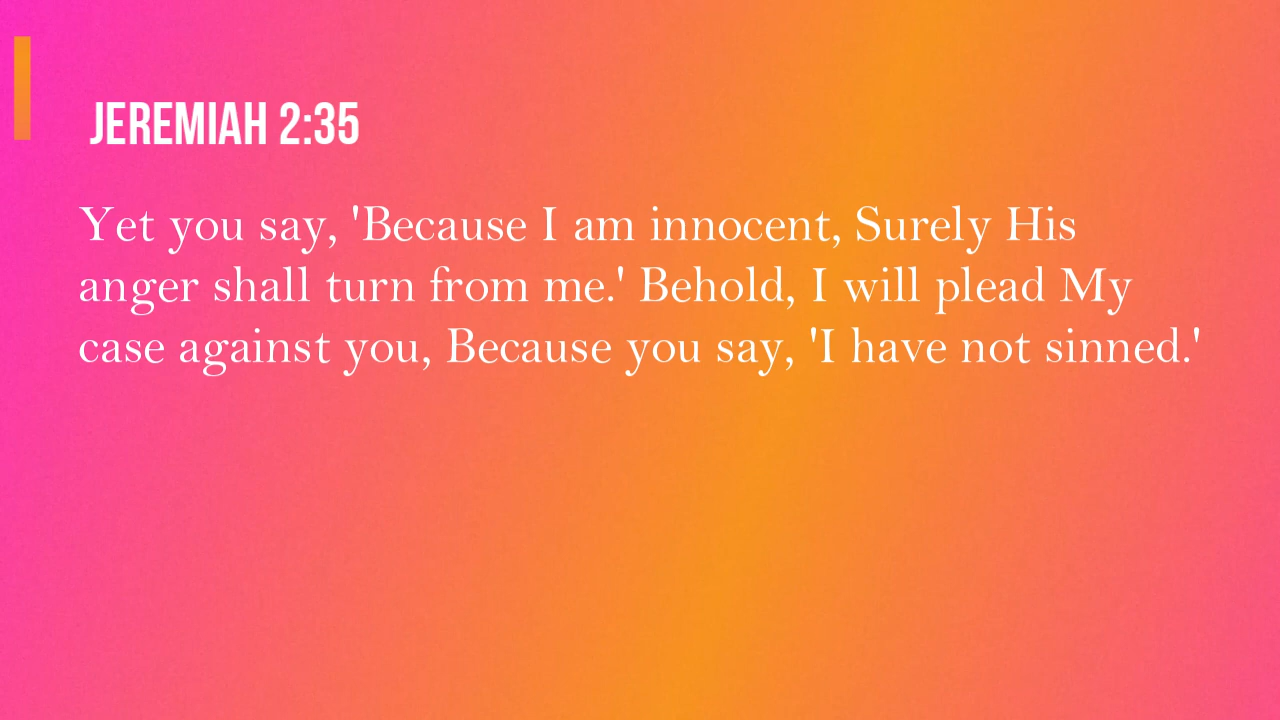 JEREMIAH 2:35
Yet you say, 'Because I am innocent, Surely His
anger shall turn from me.' Behold, I will plead My
case against you, Because you say, 'I have not sinned.'